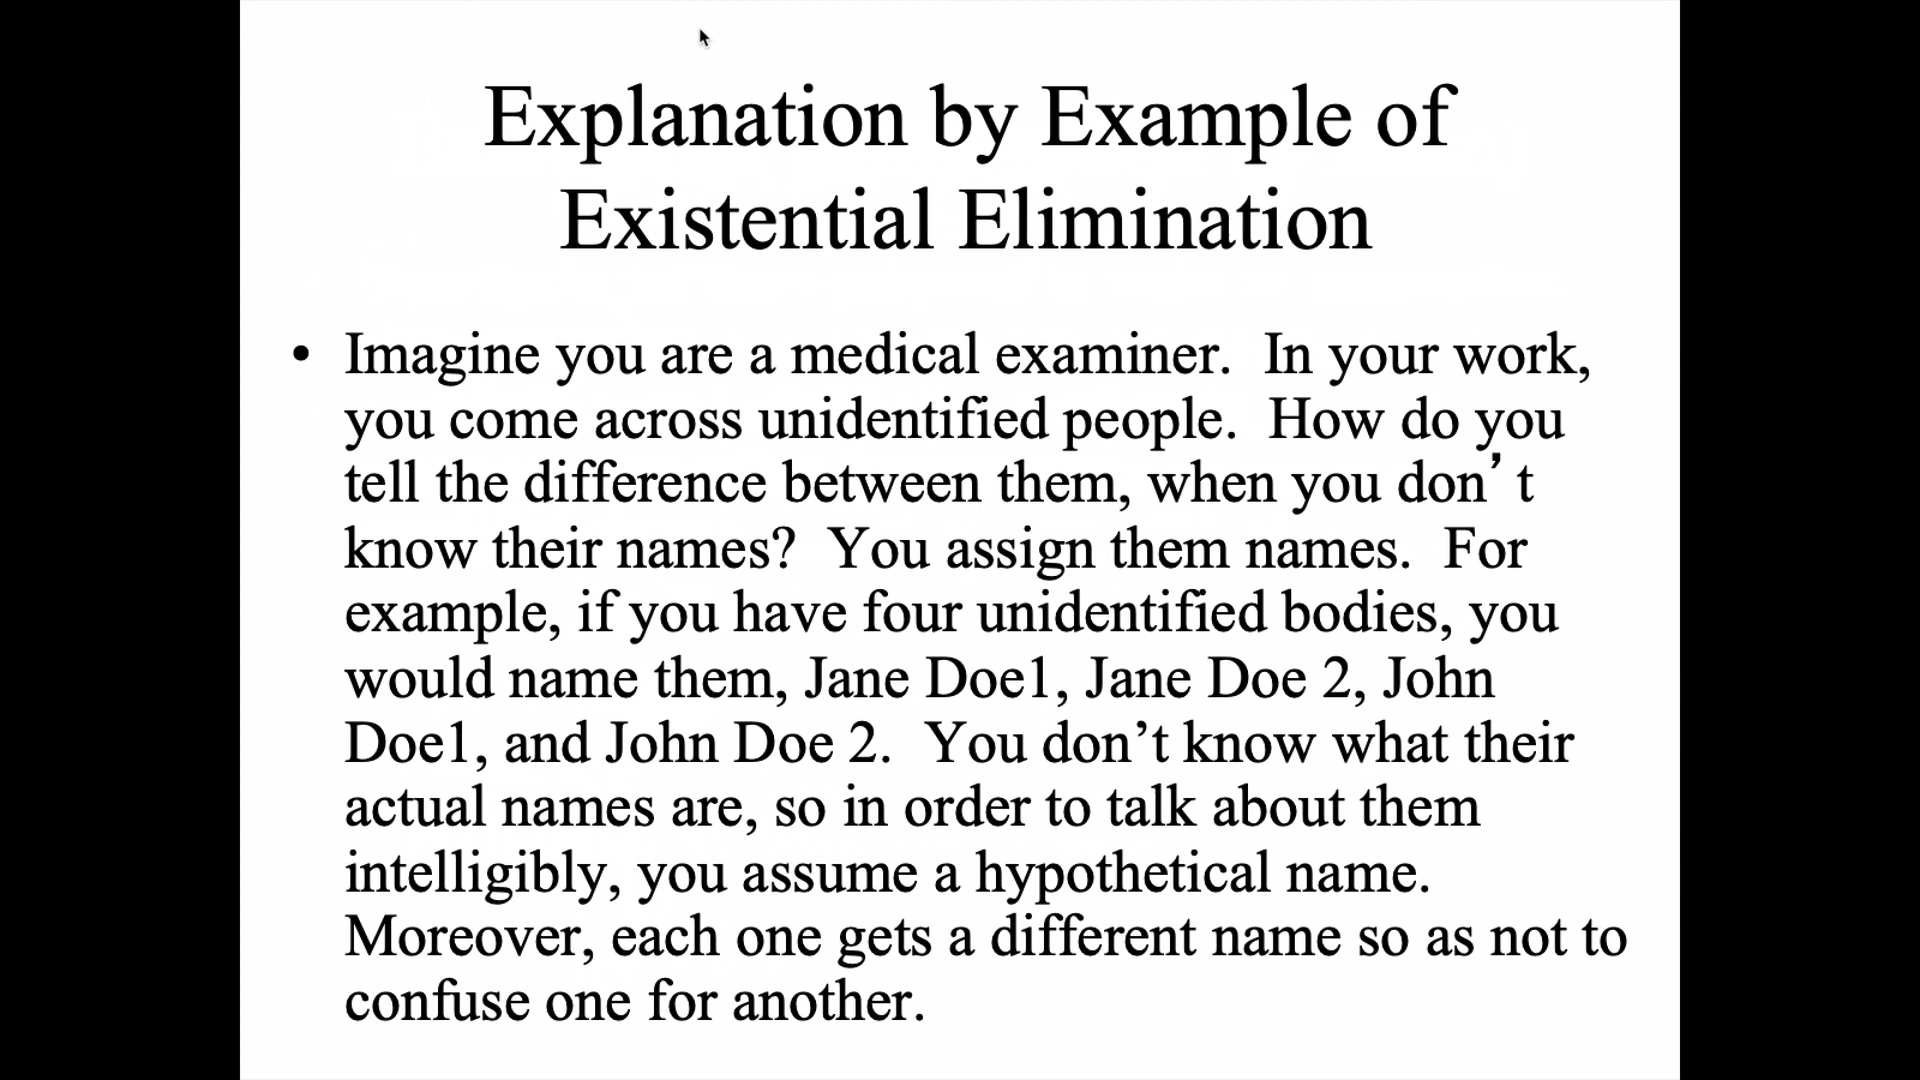 Explanation by Example of
Existential Elimination
• Imagine you are a medical examiner.  In your work,
you come across unidentified people.  How do you
tell the difference between them, when you don’t
know their names?  You assign them names.  For
example, if you have four unidentified bodies, you
would name them, Jane Doe1, Jane Doe 2, John
Doe1, and John Doe 2.  You don’t know what their
actual names are, so in order to talk about them
intelligibly, you assume a hypothetical name.
Moreover, each one gets a different name so as not to
confuse one for another.